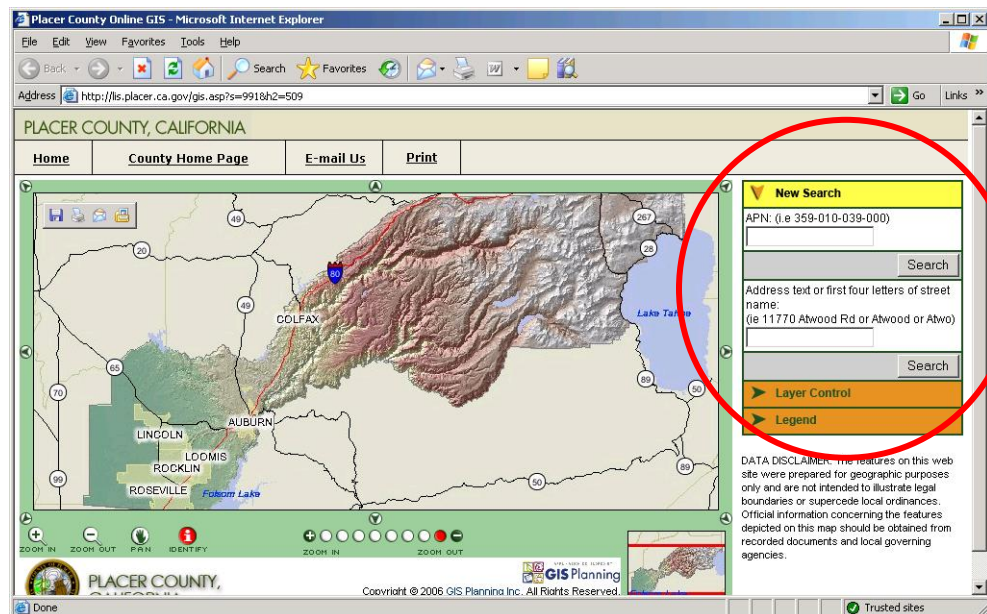 Placer County Online GIS - Microsoft Internet Explorer
File Edit View Favorites Tools Help
Back Search Favorites
Address http://lis.placer.ca.gov/gis.asp?s=991&h2=509 Go Links »
PLACER COUNTY, CALIFORNIA
Home County Home Page E-mail Us Print
New Search
APN: (i.e 359-010-039-000)
Search
Address text or first four letters of street
name:
(ie 11770 Atwood Rd or Atwood or Atwo)
Search
Layer Control
Legend
DATA DISCLAIMER: The features on this web
site were prepared for geographic purposes
only and are not intended to illustrate legal
boundaries or supercede local ordinances.
Official information concerning the features
depicted on this map should be obtained from
recorded documents and local governing
agencies.
49
267
20
28
80
49
COLFAX
Lake Tahoe
65
70
89
50
AUBURN
LINCOLN
LOOMIS
ROCKLIN
89
99
50
ROSEVILLE
Folsom Lake
ZOOM IN ZOOM OUT PAN IDENTIFY
ZOOM IN ZOOM OUT
PLACER COUNTY,
GIS Planning
Copyright © 2006 GIS Planning Inc. All Rights Reserved.
Done Trusted sites